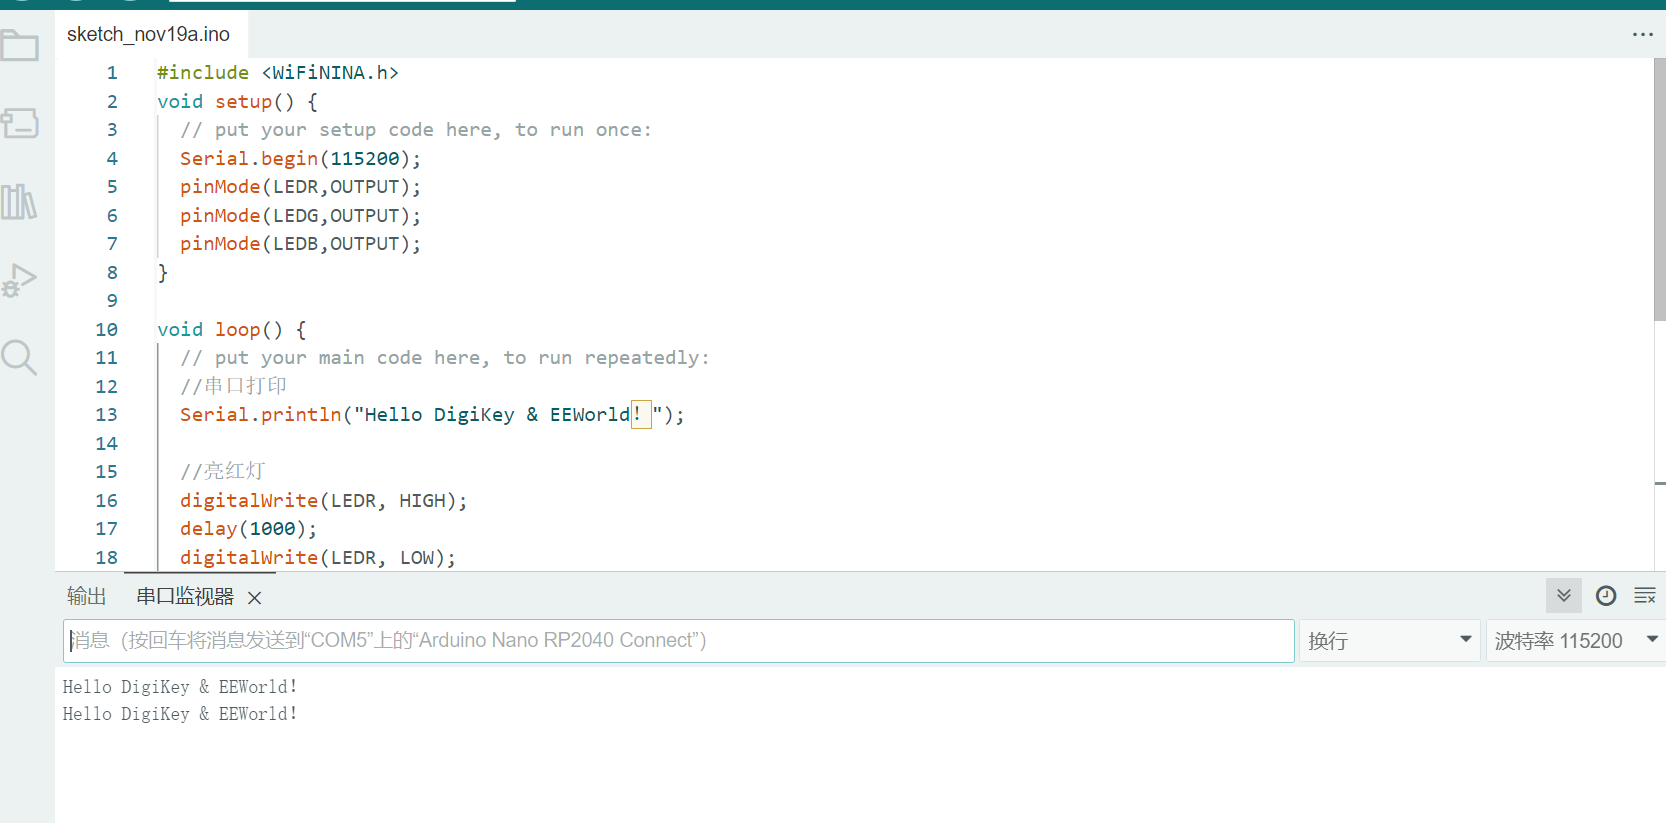 sketch_nov19a.ino
...
1 #include <WiFiNINA.h>
2 void setup() {
3 // put your setup code here, to run once:
4 Serial.begin(115200);
5 pinMode(LEDR,OUTPUT);
6 pinMode(LEDG,OUTPUT);
7 pinMode(LEDB,OUTPUT);
8 }
9
10 void loop() {
11 // put your main code here, to run repeatedly:
12 //串口打印
13 Serial.println("Hello DigiKey & EEWorld！");
14
15 //亮红灯
16 digitalWrite(LEDR, HIGH);
17 delay(1000);
18 digitalWrite(LEDR, LOW);
输出 串口监视器 ×
消息（按回车将消息发送到“COM5”上的“Arduino Nano RP2040 Connect”） 换行 波特率 115200
Hello DigiKey & EEWorld！
Hello DigiKey & EEWorld！